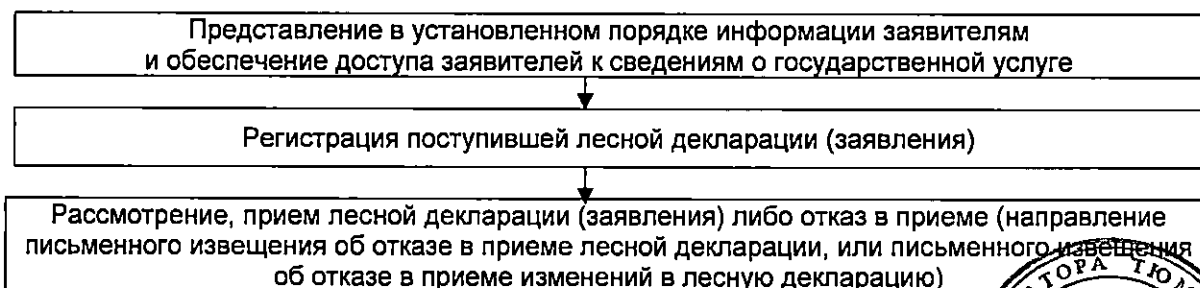 Представление в установленном порядке информации заявителям
и обеспечение доступа заявителей к сведениям о государственной услуге
Регистрация поступившей лесной декларации (заявления)
Рассмотрение, прием лесной декларации (заявления) либо отказ в приеме (направление
письменного извещения об отказе в приеме лесной декларации, или письменного извещения
об отказе в приеме изменений в лесную декларацию)